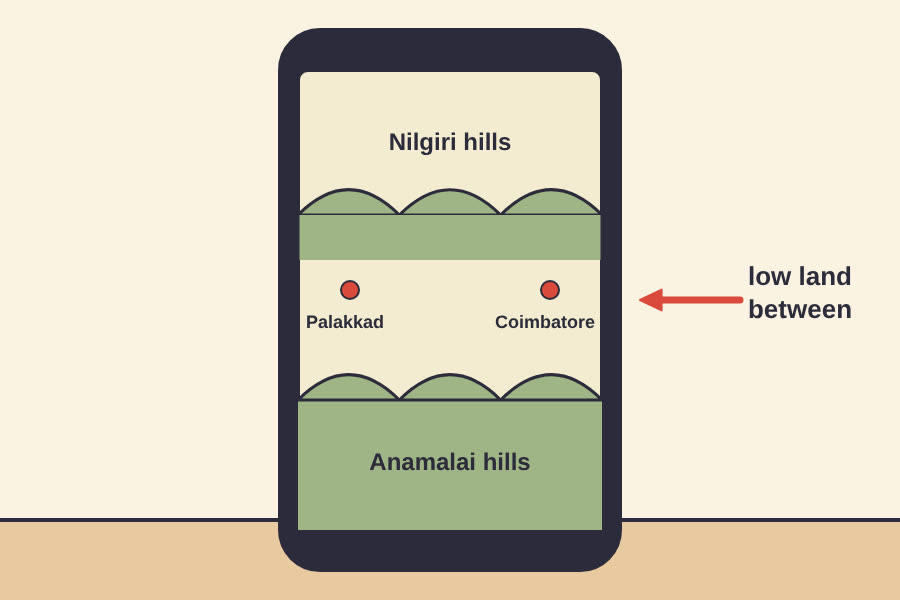 Nilgiri hills
low land
between
Palakkad
Coimbatore
Anamalai hills